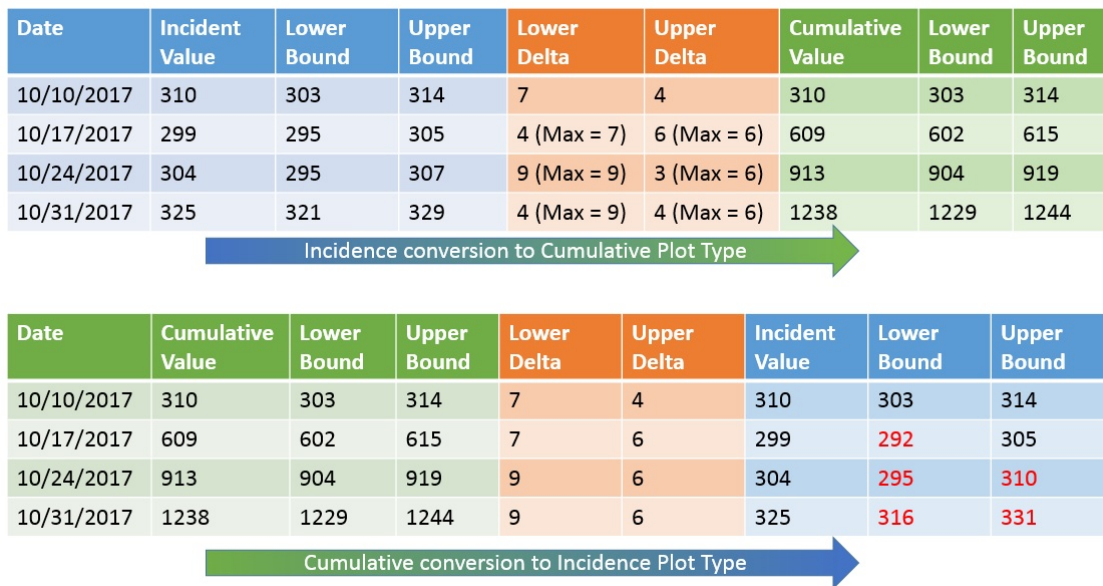 Date Incident Value Lower Bound Upper Bound Lower Delta Upper Delta Cumulative Value Lower Bound Upper Bound
10/10/2017 310 303 314 7 4 310 303 314
10/17/2017 299 295 305 4 (Max = 7) 6 (Max = 6) 609 602 615
10/24/2017 304 295 307 9 (Max = 9) 3 (Max = 6) 913 904 919
10/31/2017 325 321 329 4 (Max = 9) 4 (Max = 6) 1238 1229 1244
Incidence conversion to Cumulative Plot Type
Date Cumulative Value Lower Bound Upper Bound Lower Delta Upper Delta Incident Value Lower Bound Upper Bound
10/10/2017 310 303 314 7 4 310 303 314
10/17/2017 609 602 615 7 6 299 292 305
10/24/2017 913 904 919 9 6 304 295 310
10/31/2017 1238 1229 1244 9 6 325 316 331
Cumulative conversion to Incidence Plot Type